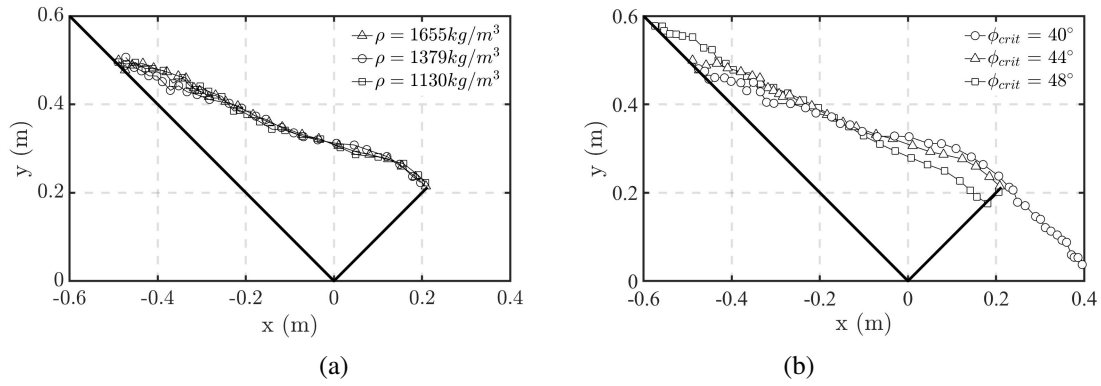 0.6
0.4
0.2
0
y (m)
-0.6 -0.4 -0.2 0 0.2 0.4
x (m)
ρ = 1655kg/m³
ρ = 1379kg/m³
ρ = 1130kg/m³
(a)
0.6
0.4
0.2
0
y (m)
-0.6 -0.4 -0.2 0 0.2 0.4
x (m)
ϕcrit = 40°
ϕcrit = 44°
ϕcrit = 48°
(b)